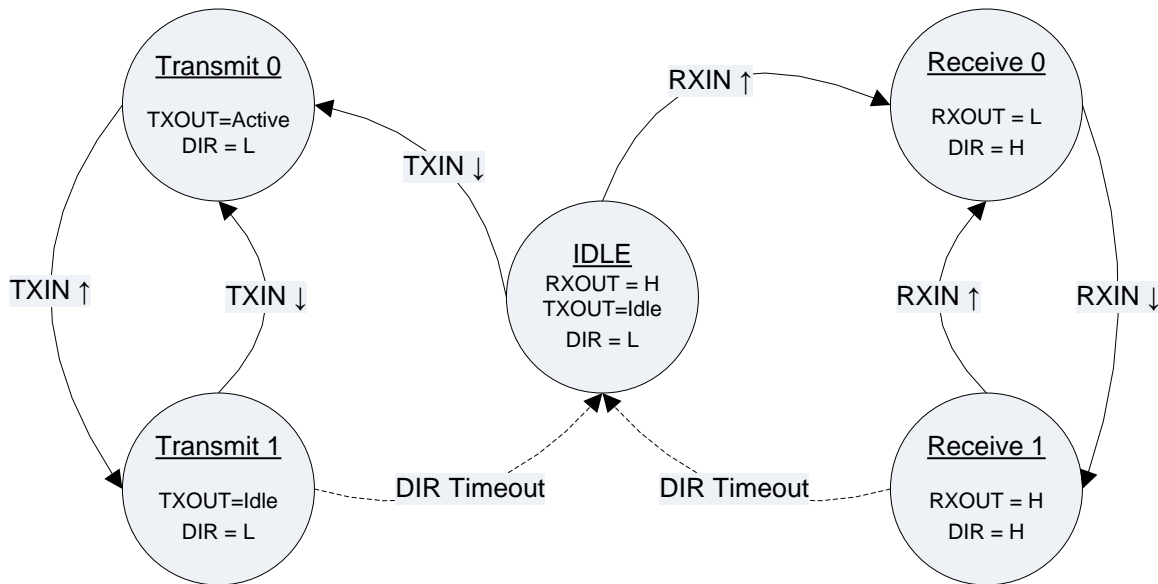 Transmit 0
TXOUT=Active
DIR = L
Receive 0
RXOUT = L
DIR = H
RXIN ↑
TXIN ↓
IDLE
RXOUT = H
TXOUT=Idle
DIR = L
TXIN ↑
TXIN ↓
RXIN ↑
RXIN ↓
Transmit 1
TXOUT=Idle
DIR = L
DIR Timeout
DIR Timeout
Receive 1
RXOUT = H
DIR = H